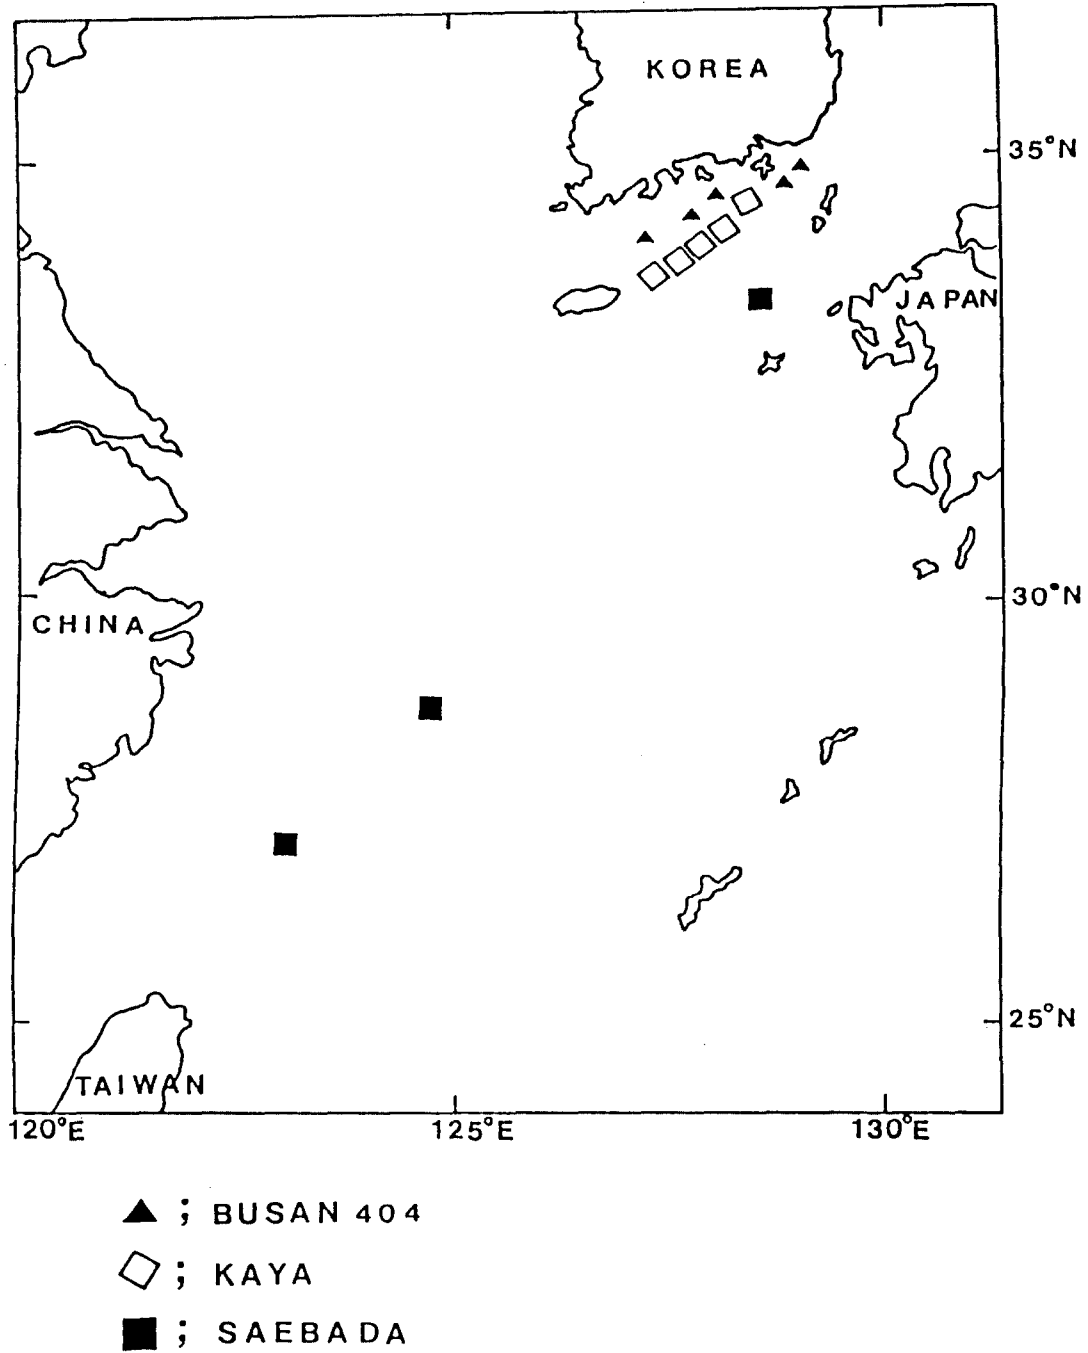 KOREA
35°N
JAPAN
30°N
CHINA
25°N
TAIWAN
120°E 125°E 130°E
▲ ; BUSAN 404
◇ ; KAYA
■ ; SAEBADA